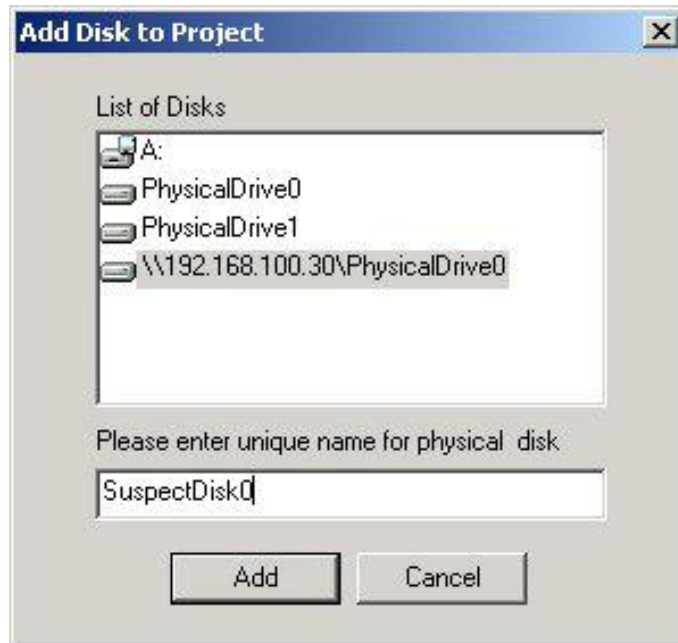 Add Disk to Project
List of Disks
A:
PhysicalDrive0
PhysicalDrive1
\\192.168.100.30\PhysicalDrive0
Please enter unique name for physical disk
SuspectDisk0
Add
Cancel